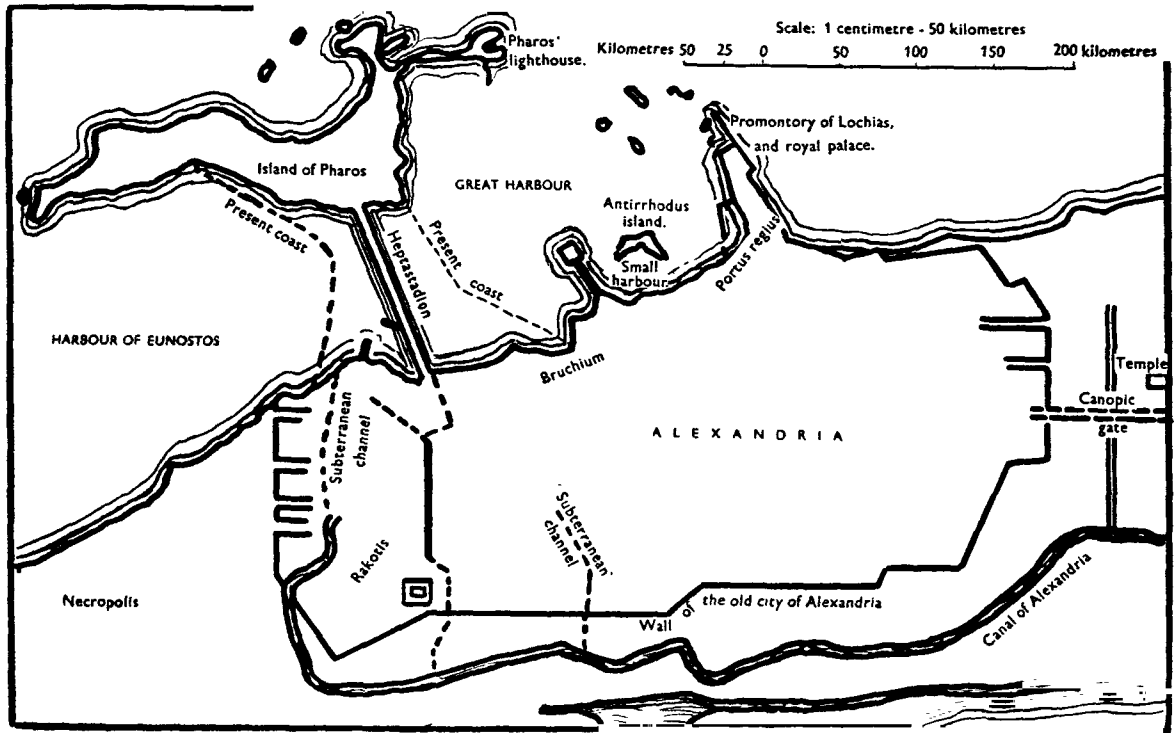 Scale: 1 centimetre - 50 kilometres
Kilometres 50 25 0 50 100 150 200 kilometres
Pharos'
lighthouse.
Promontory of Lochias,
and royal palace.
Island of Pharos
GREAT HARBOUR
Antirrhodus
island.
Small
harbour.
Portus regius
Present coast
Heptastadion
Present
coast
HARBOUR OF EUNOSTOS
Bruchium
Temple
Canopic
gate
ALEXANDRIA
Subterranean
channel
Subterranean
channel
Rakotis
Necropolis
Wall of the old city of Alexandria
Canal of Alexandria